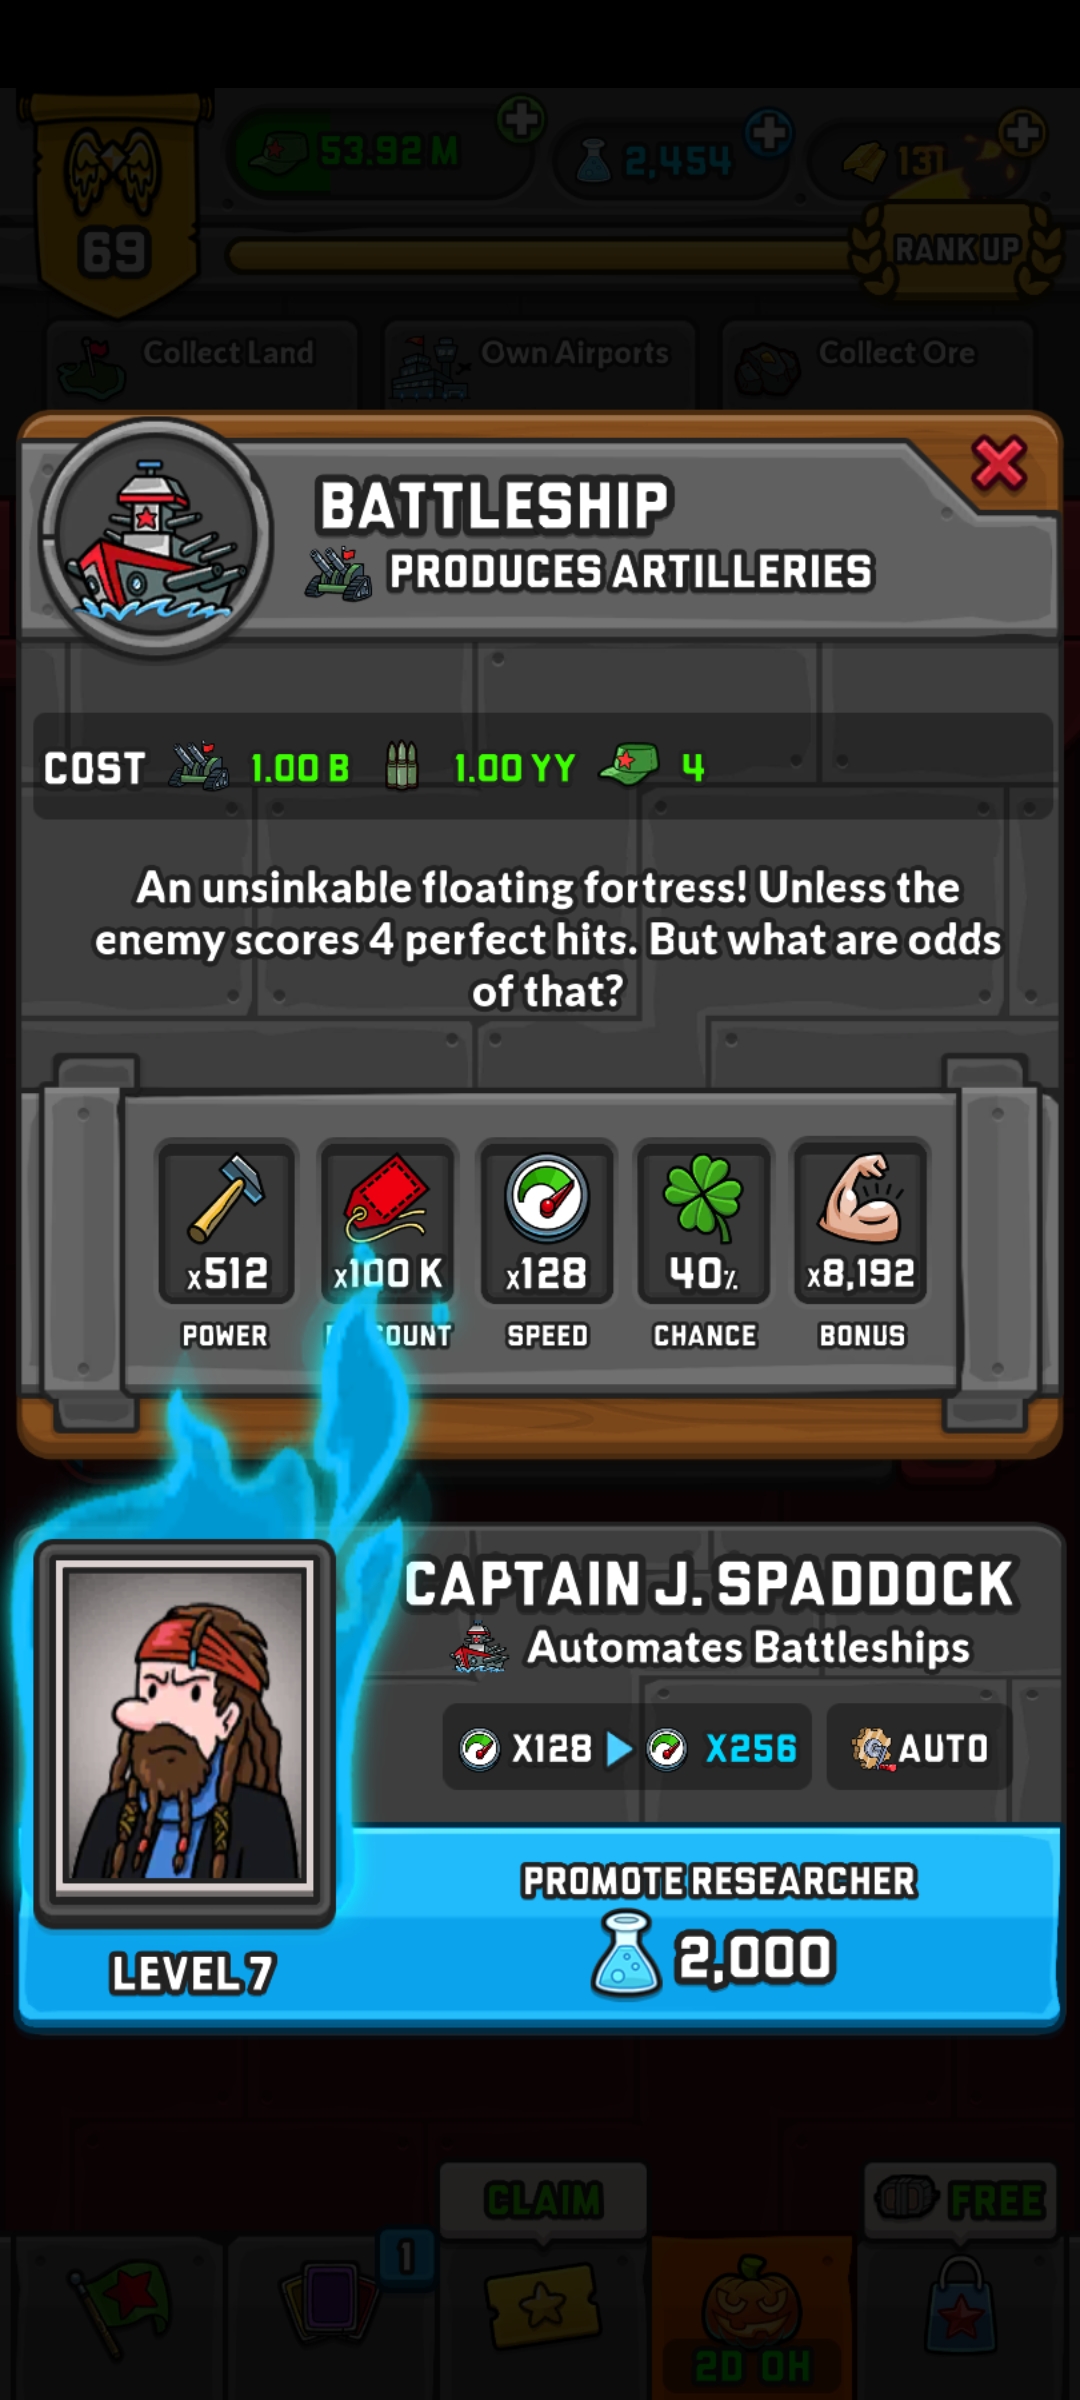 53.92 M
2,454
131
69
RANK UP
Collect Land
Own Airports
Collect Ore
BATTLESHIP
PRODUCES ARTILLERIES
COST 1.00 B 1.00 YY 4
An unsinkable floating fortress! Unless the
enemy scores 4 perfect hits. But what are odds
of that?
x512
x100 K
x128
40%
x8,192
POWER
SPEED
CHANCE
BONUS
CAPTAIN J. SPADDOCK
Automates Battleships
X128 X256 AUTO
PROMOTE RESEARCHER
2,000
LEVEL 7
CLAIM
FREE
1
2D 0H